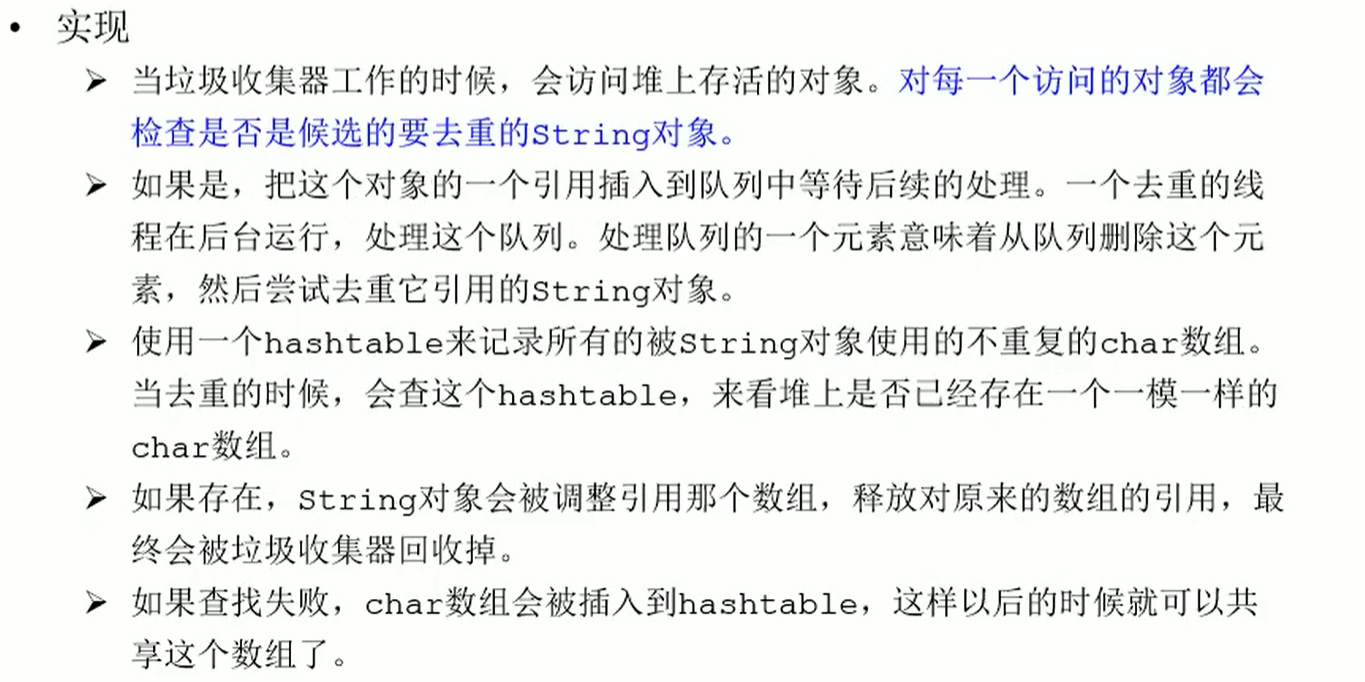 • 实现
➢ 当垃圾收集器工作的时候，会访问堆上存活的对象。对每一个访问的对象都会
检查是否是候选的要去重的String对象。
➢ 如果是，把这个对象的一个引用插入到队列中等待后续的处理。一个去重的线
程在后台运行，处理这个队列。处理队列的一个元素意味着从队列删除这个元
素，然后尝试去重它引用的String对象。
➢ 使用一个hashtable来记录所有的被String对象使用的不重复的char数组。
当去重的时候，会查这个hashtable，来看堆上是否已经存在一个一模一样的
char数组。
➢ 如果存在，String对象会被调整引用那个数组，释放对原来的数组的引用，最
终会被垃圾收集器回收掉。
➢ 如果查找失败，char数组会被插入到hashtable，这样以后的时候就可以共
享这个数组了。